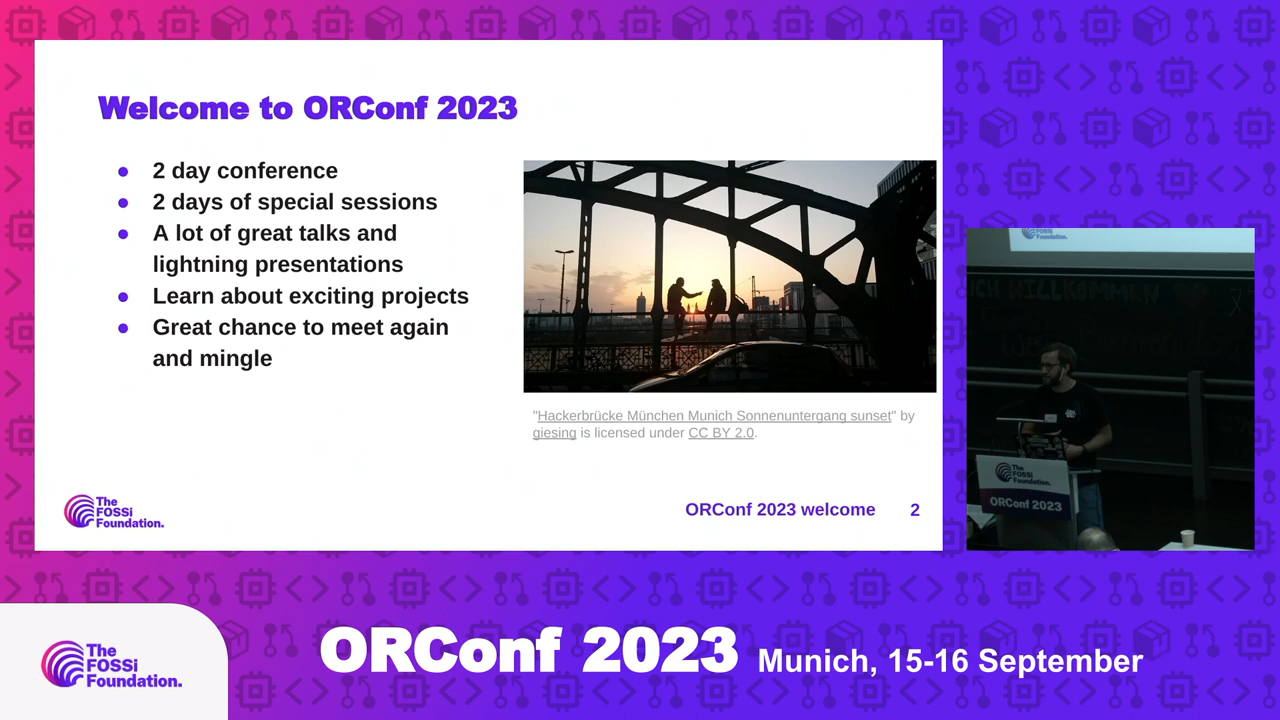 Welcome to ORConf 2023
● 2 day conference
● 2 days of special sessions
● A lot of great talks and
lightning presentations
● Learn about exciting projects
● Great chance to meet again
and mingle
"Hackerbrücke München Munich Sonnenuntergang sunset" by
giesing is licensed under CC BY 2.0.
The
FOSSi
Foundation.
ORConf 2023 welcome 2
Foundation.
WILLKOMMEN
The
FOSSi
Foundation.
ORConf 2023
The
FOSSi
Foundation.
ORConf 2023 Munich, 15-16 September